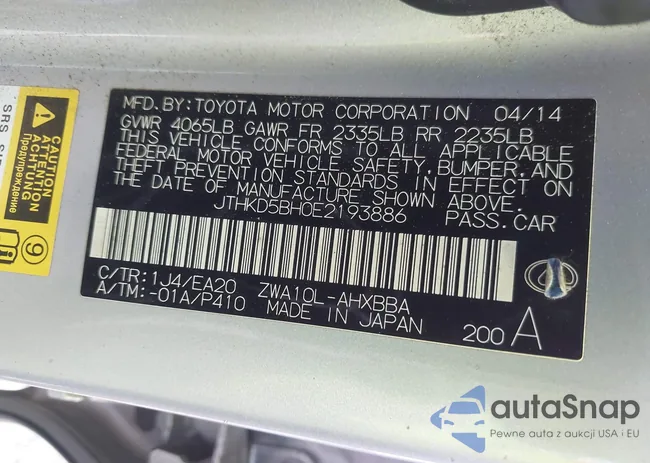 MFD.BY:TOYOTA MOTOR CORPORATION 04/14
GVWR 4065LB GAWR FR 2335LB RR 2235LB
THIS VEHICLE CONFORMS TO ALL APPLICABLE
FEDERAL MOTOR VEHICLE SAFETY, BUMPER, AND
THEFT PREVENTION STANDARDS IN EFFECT ON
THE DATE OF MANUFACTURE SHOWN ABOVE.
JTHKD5BH0E2193886 PASS.CAR
C/TR:1J4/EA20 ZWA10L-AHXBBA
A/TM:-01A/P410 MADE IN JAPAN
200 A
CAUTION
ATTENTION
ACHTUNG
Предупреждение
9
autaSnap
Pewne auta z aukcji USA i EU